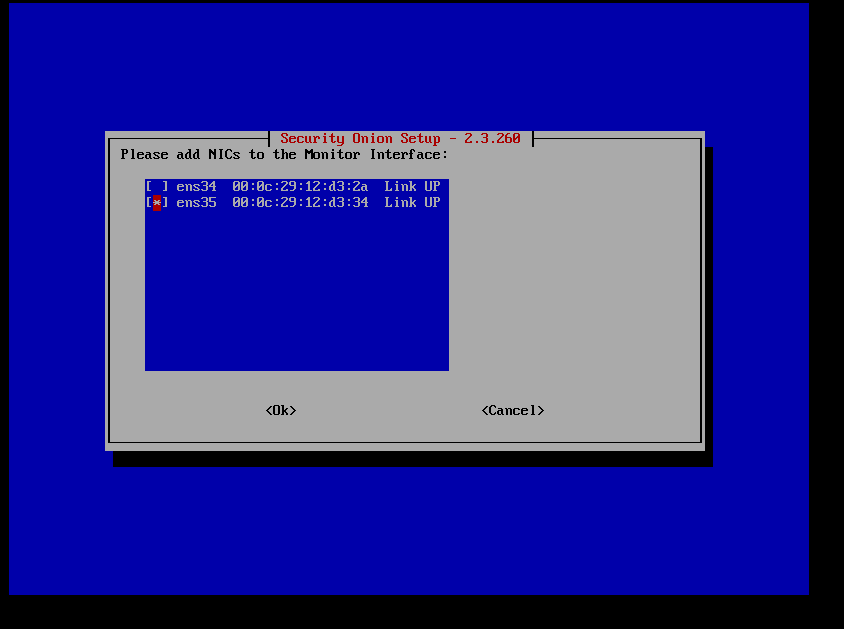 Security Onion Setup - 2.3.260
Please add NICs to the Monitor Interface:
[ ] ens34  00:0c:29:12:d3:2a  Link UP
[*] ens35  00:0c:29:12:d3:34  Link UP
<Ok> <Cancel>